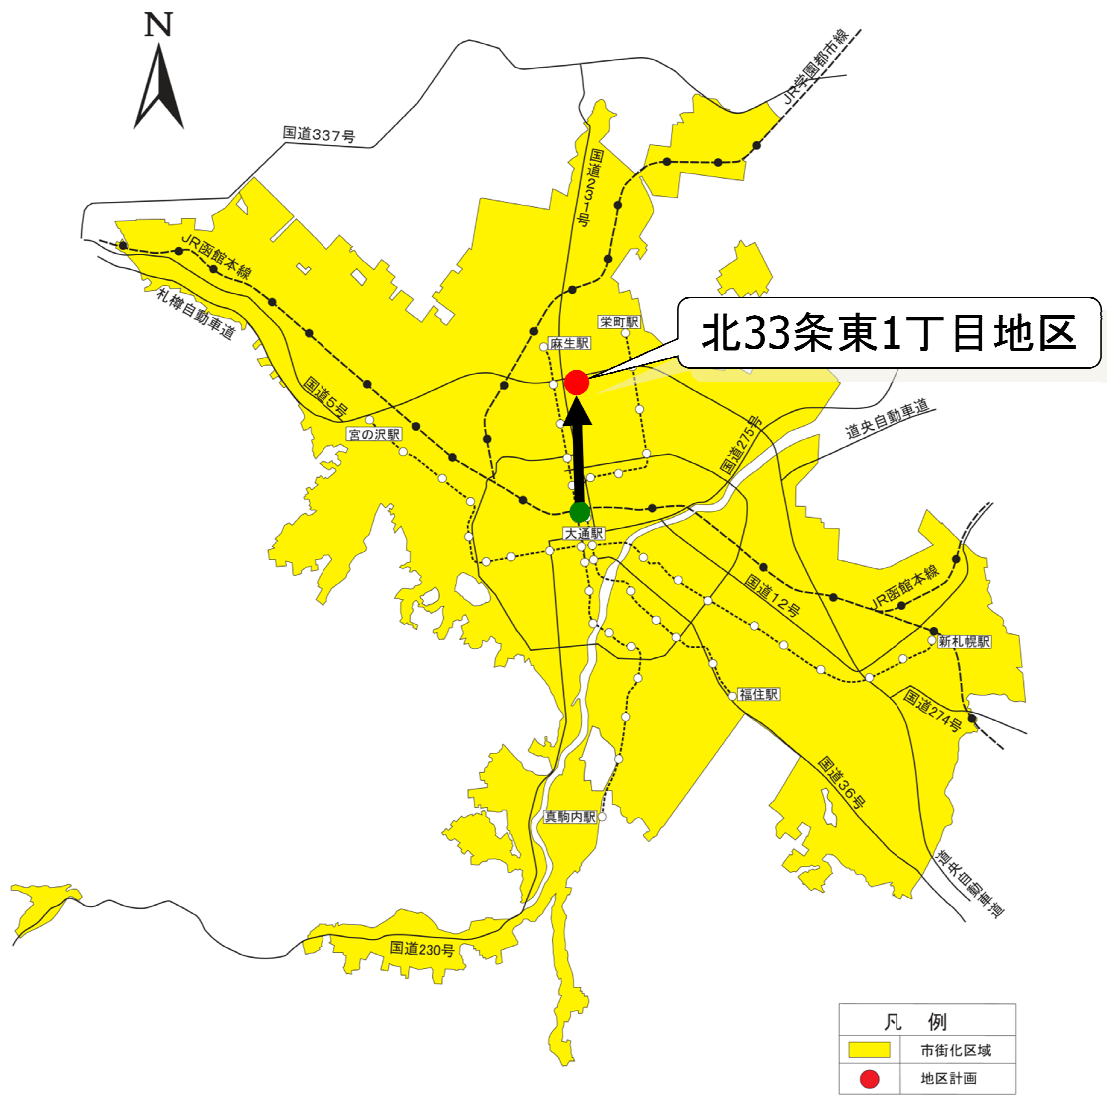 N
JR学園都市線
国道337号
国道231号
JR函館本線
札樽自動車道
栄町駅
麻生駅
北33条東1丁目地区
国道5号
宮の沢駅
国道275号
道央自動車道
大通駅
国道12号
JR函館本線
新札幌駅
福住駅
国道274号
国道36号
真駒内駅
道央自動車道
国道230号
凡 例
市街化区域
地区計画